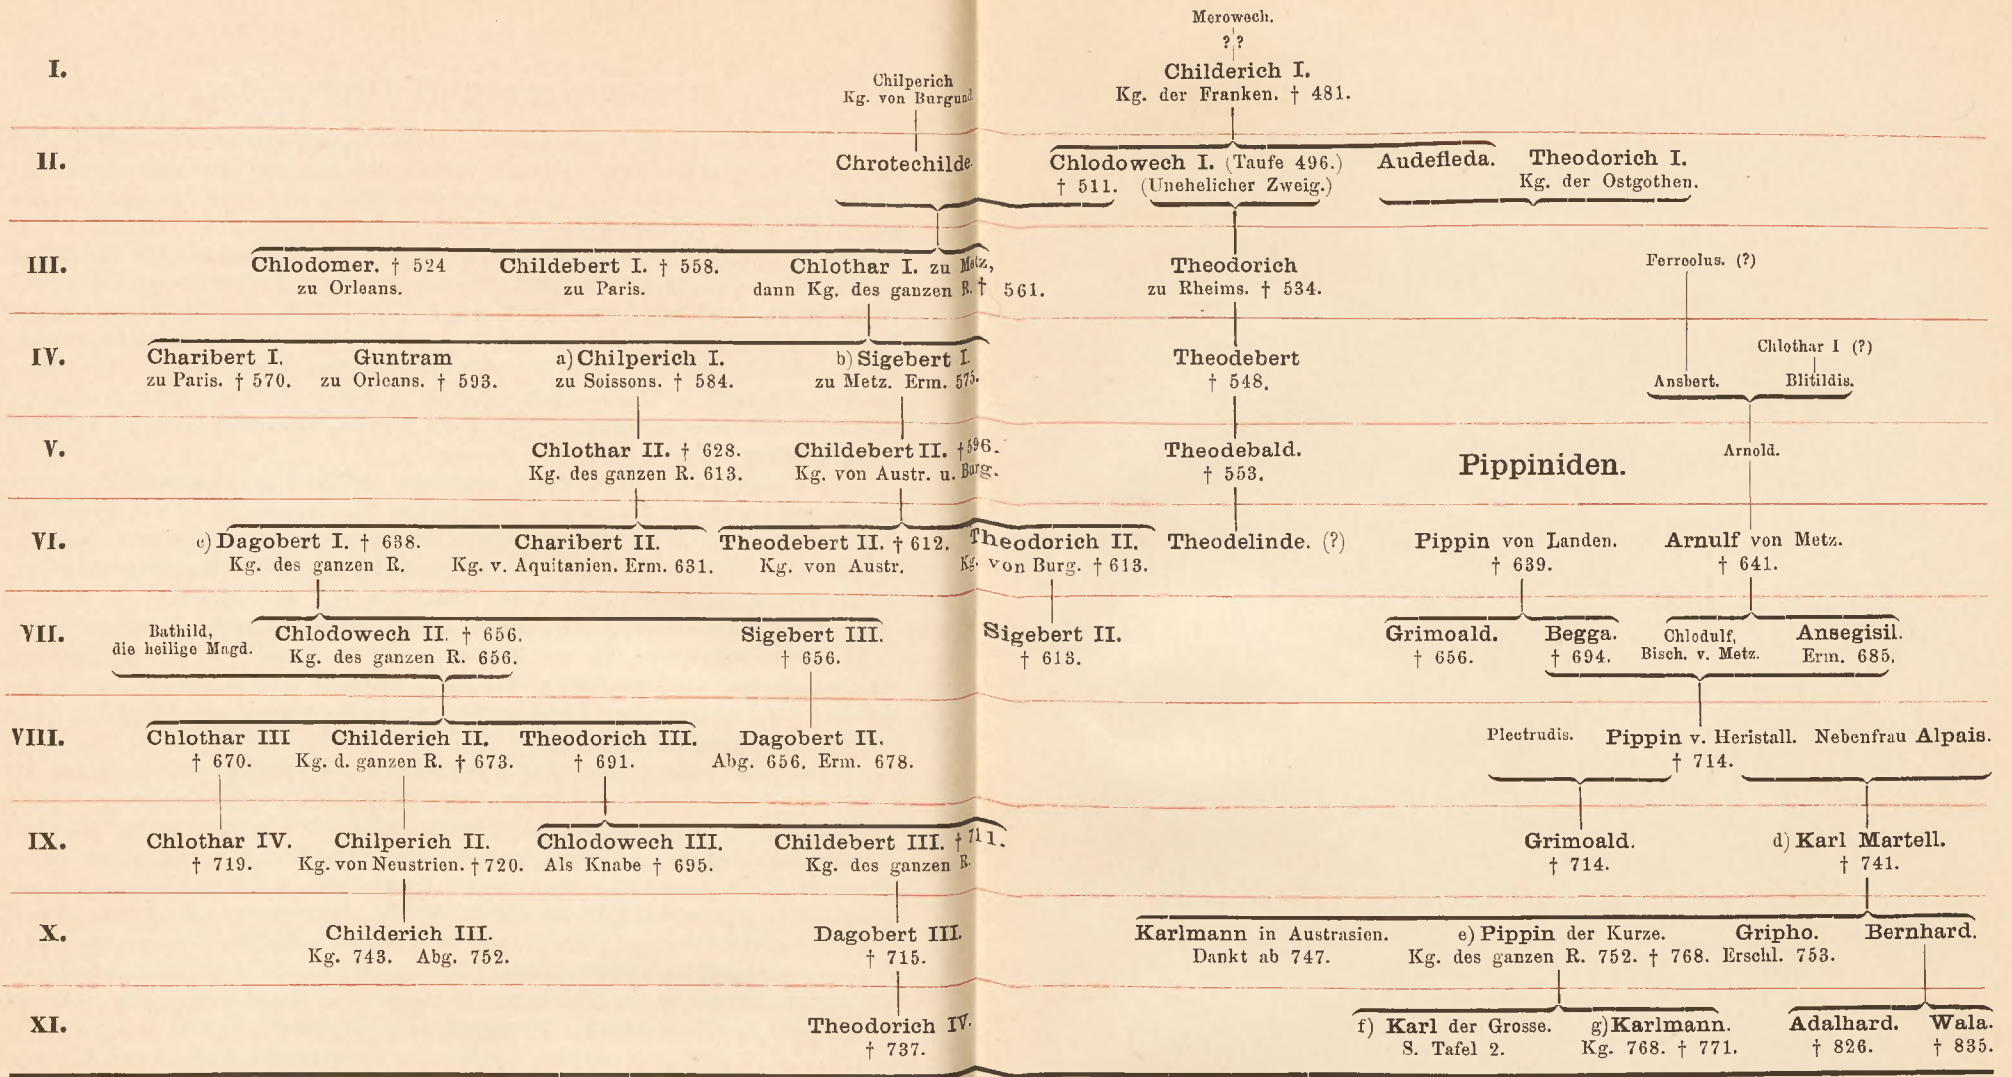 Merowech.
? ?
I.
Chilperich
Kg. von Burgund
Childerich I.
Kg. der Franken. † 481.
II.
Chrotechilde.
Chlodowech I. (Taufe 496.)
† 511. (Unehelicher Zweig.)
Audefleda.
Theodorich I.
Kg. der Ostgothen.
III.
Chlodomer. † 524
zu Orleans.
Childebert I. † 558.
zu Paris.
Chlothar I. zu Metz,
dann Kg. des ganzen R. † 561.
Theodorich
zu Rheims. † 534.
Ferreolus. (?)
IV.
Charibert I.
zu Paris. † 570.
Guntram
zu Orleans. † 593.
a) Chilperich I.
zu Soissons. † 584.
b) Sigebert I.
zu Metz. Erm. 575.
Theodebert
† 548.
Chlothar I (?)
Ansbert.
Blitildis.
V.
Chlothar II. † 628.
Kg. des ganzen R. 613.
Childebert II. † 596.
Kg. von Austr. u. Burg.
Theodebald.
† 553.
Pippiniden.
Arnold.
VI.
c) Dagobert I. † 638.
Kg. des ganzen R.
Charibert II.
Kg. v. Aquitanien. Erm. 631.
Theodebert II. † 612.
Kg. von Austr.
Theodorich II.
Kg. von Burg. † 613.
Theodelinde. (?)
Pippin von Landen.
† 639.
Arnulf von Metz.
† 641.
VII.
Bathild,
die heilige Magd.
Chlodowech II. † 656.
Kg. des ganzen R. 656.
Sigebert III.
† 656.
Sigebert II.
† 613.
Grimoald.
† 656.
Begga.
† 694.
Chlodulf,
Bisch. v. Metz.
Ansegisil.
Erm. 685.
VIII.
Chlothar III
† 670.
Childerich II.
Kg. d. ganzen R. † 673.
Theodorich III.
† 691.
Dagobert II.
Abg. 656. Erm. 678.
Plectrudis.
Pippin v. Heristall.
† 714.
Nebenfrau Alpais.
IX.
Chlothar IV.
† 719.
Chilperich II.
Kg. von Neustrien. † 720.
Chlodowech III.
Als Knabe † 695.
Childebert III. † 711.
Kg. des ganzen R.
Grimoald.
† 714.
d) Karl Martell.
† 741.
X.
Childerich III.
Kg. 743. Abg. 752.
Dagobert III.
† 715.
Karlmann in Austrasien.
Dankt ab 747.
e) Pippin der Kurze.
Kg. des ganzen R. 752. † 768.
Gripho.
Erschl. 753.
Bernhard.
XI.
Theodorich IV.
† 737.
f) Karl der Grosse.
S. Tafel 2.
g) Karlmann.
Kg. 768. † 771.
Adalhard.
† 826.
Wala.
† 835.